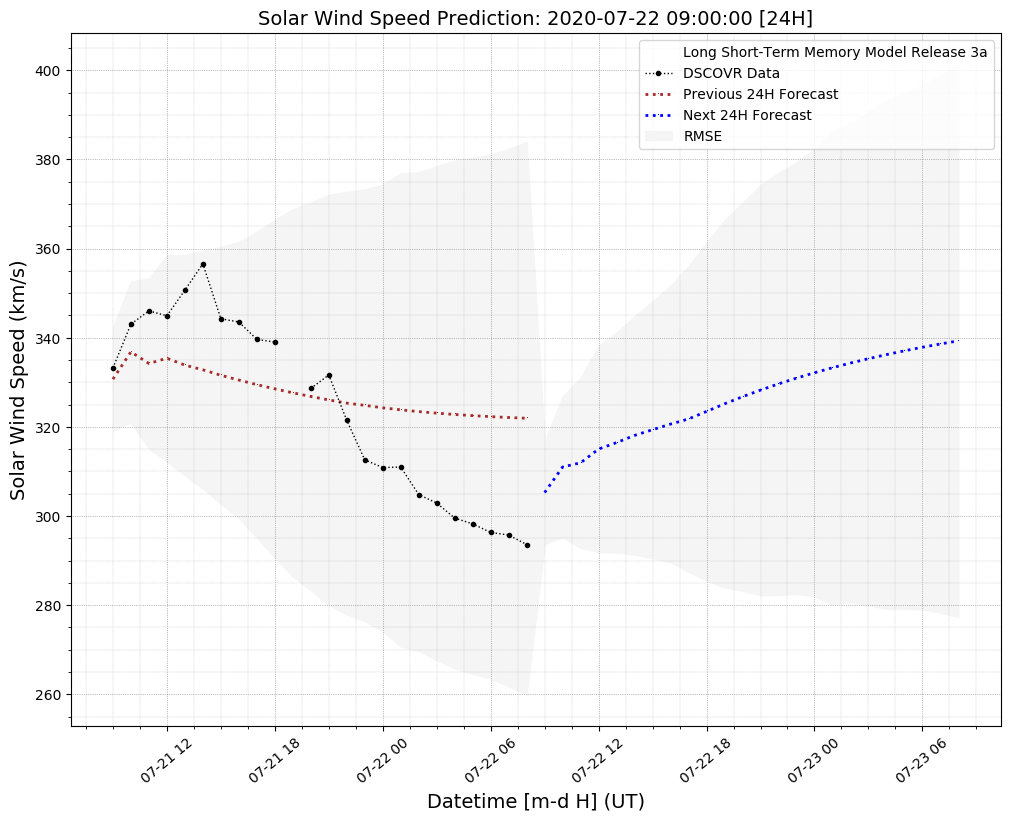 Solar Wind Speed Prediction: 2020-07-22 09:00:00 [24H]
Long Short-Term Memory Model Release 3a
DSCOVR Data
Previous 24H Forecast
Next 24H Forecast
RMSE
Solar Wind Speed (km/s)
400
380
360
340
320
300
280
260
07-21 12
07-21 18
07-22 00
07-22 06
07-22 12
07-22 18
07-23 00
07-23 06
Datetime [m-d H] (UT)